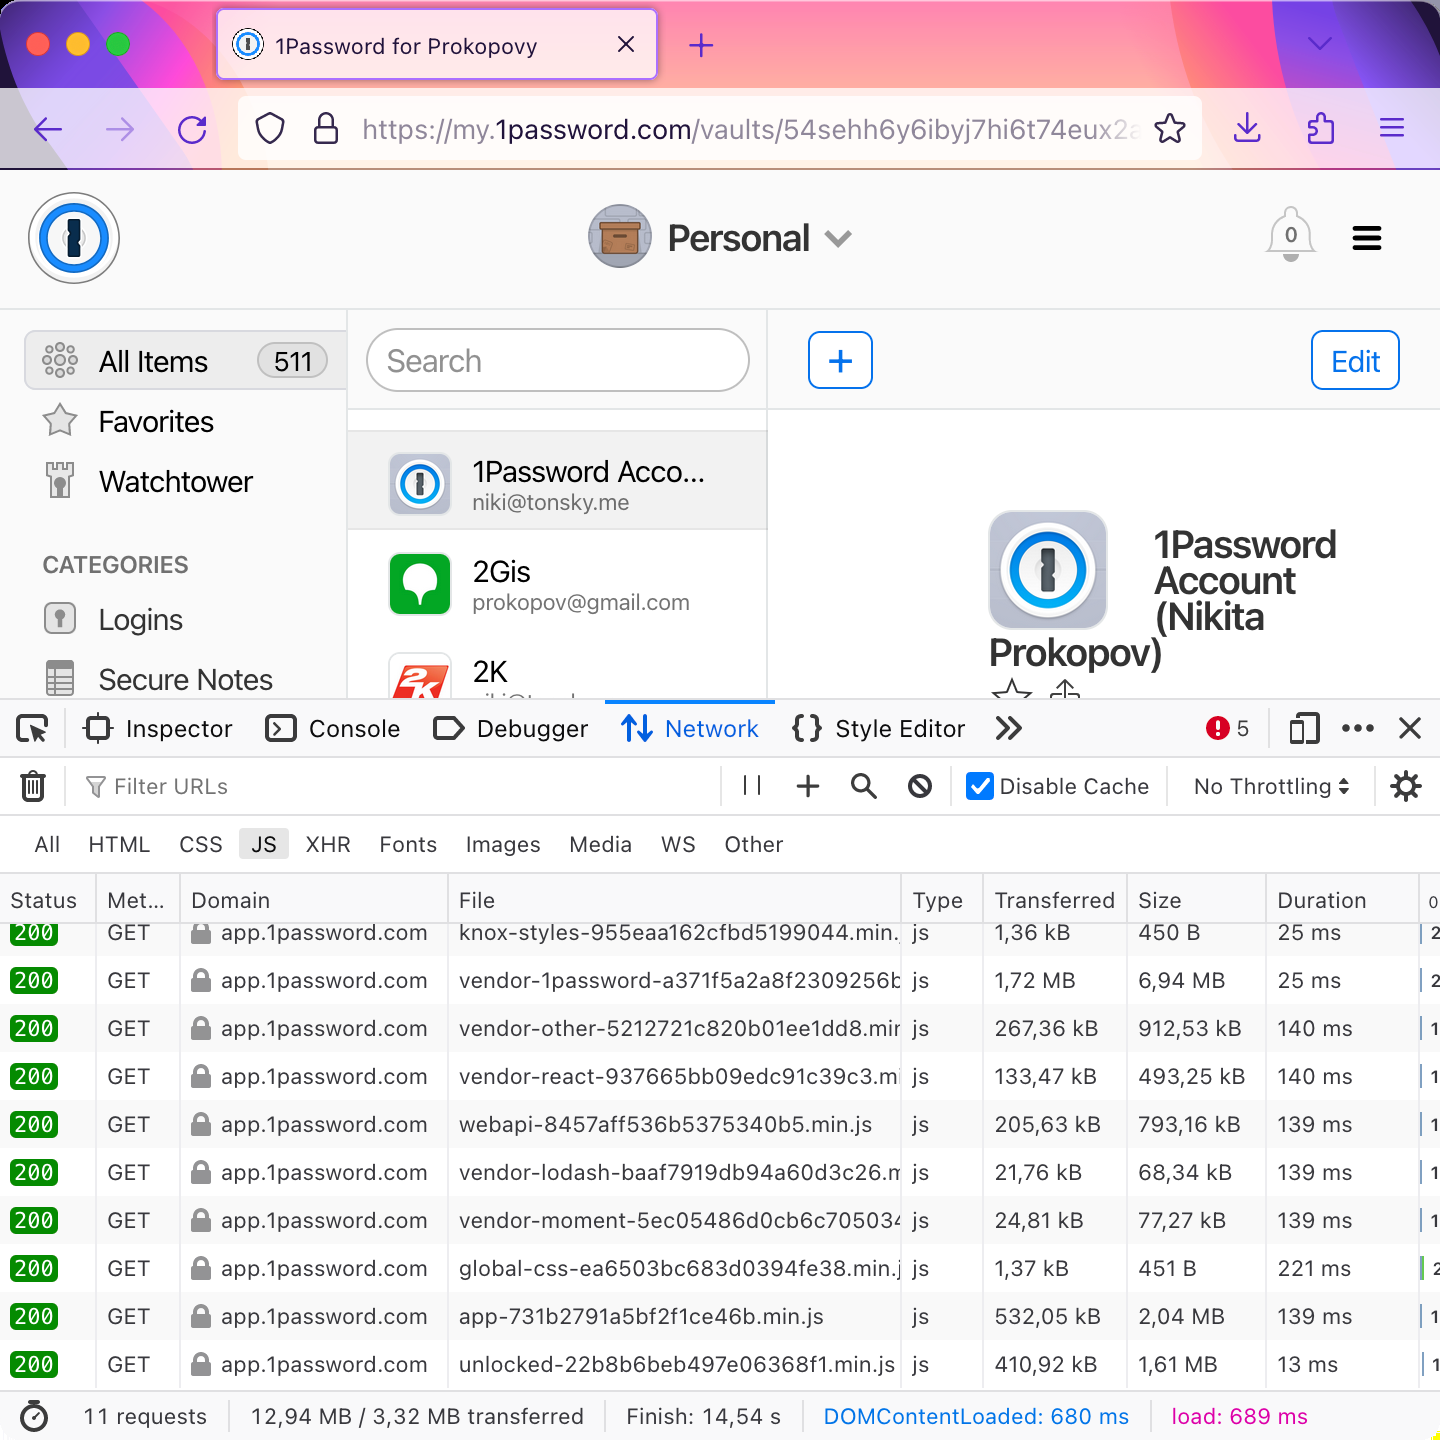 1Password for Prokopovy
https://my.1password.com/vaults/54sehh6y6ibyj7hi6t74eux2a
Personal
0
All Items 511
Search
Edit
Favorites
Watchtower
CATEGORIES
Logins
Secure Notes
1Password Acco...
niki@tonsky.me
2Gis
prokopov@gmail.com
2K
1Password
Account
(Nikita
Prokopov)
Inspector Console Debugger Network Style Editor 5
Filter URLs Disable Cache No Throttling
All HTML CSS JS XHR Fonts Images Media WS Other
Status Met... Domain File Type Transferred Size Duration 0
200 GET app.1password.com knox-styles-955eaa162cfbd5199044.min. js 1,36 kB 450 B 25 ms 2
200 GET app.1password.com vendor-1password-a371f5a2a8f2309256b js 1,72 MB 6,94 MB 25 ms 2
200 GET app.1password.com vendor-other-5212721c820b01ee1dd8.min js 267,36 kB 912,53 kB 140 ms 1
200 GET app.1password.com vendor-react-937665bb09edc91c39c3.mi js 133,47 kB 493,25 kB 140 ms 1
200 GET app.1password.com webapi-8457aff536b5375340b5.min.js js 205,63 kB 793,16 kB 139 ms 1
200 GET app.1password.com vendor-lodash-baaf7919db94a60d3c26.m js 21,76 kB 68,34 kB 139 ms 1
200 GET app.1password.com vendor-moment-5ec05486d0cb6c705034 js 24,81 kB 77,27 kB 139 ms 1
200 GET app.1password.com global-css-ea6503bc683d0394fe38.min.j js 1,37 kB 451 B 221 ms 2
200 GET app.1password.com app-731b2791a5bf2f1ce46b.min.js js 532,05 kB 2,04 MB 139 ms 1
200 GET app.1password.com unlocked-22b8b6beb497e06368f1.min.js js 410,92 kB 1,61 MB 13 ms 1
11 requests 12,94 MB / 3,32 MB transferred Finish: 14,54 s DOMContentLoaded: 680 ms load: 689 ms